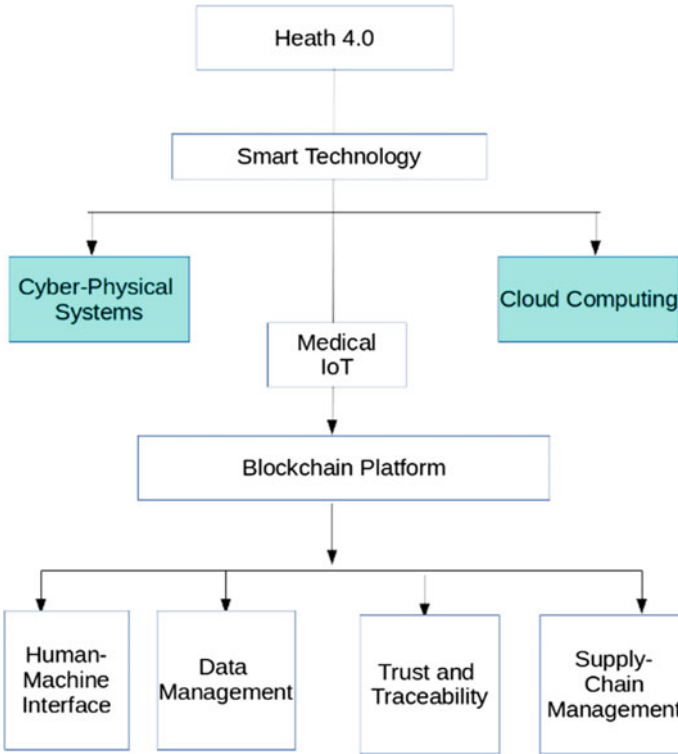 Heath 4.0
Smart Technology
Cyber-Physical
Systems
Cloud Computing
Medical
IoT
Blockchain Platform
Human-
Machine
Interface
Data
Management
Trust and
Traceability
Supply-
Chain
Management